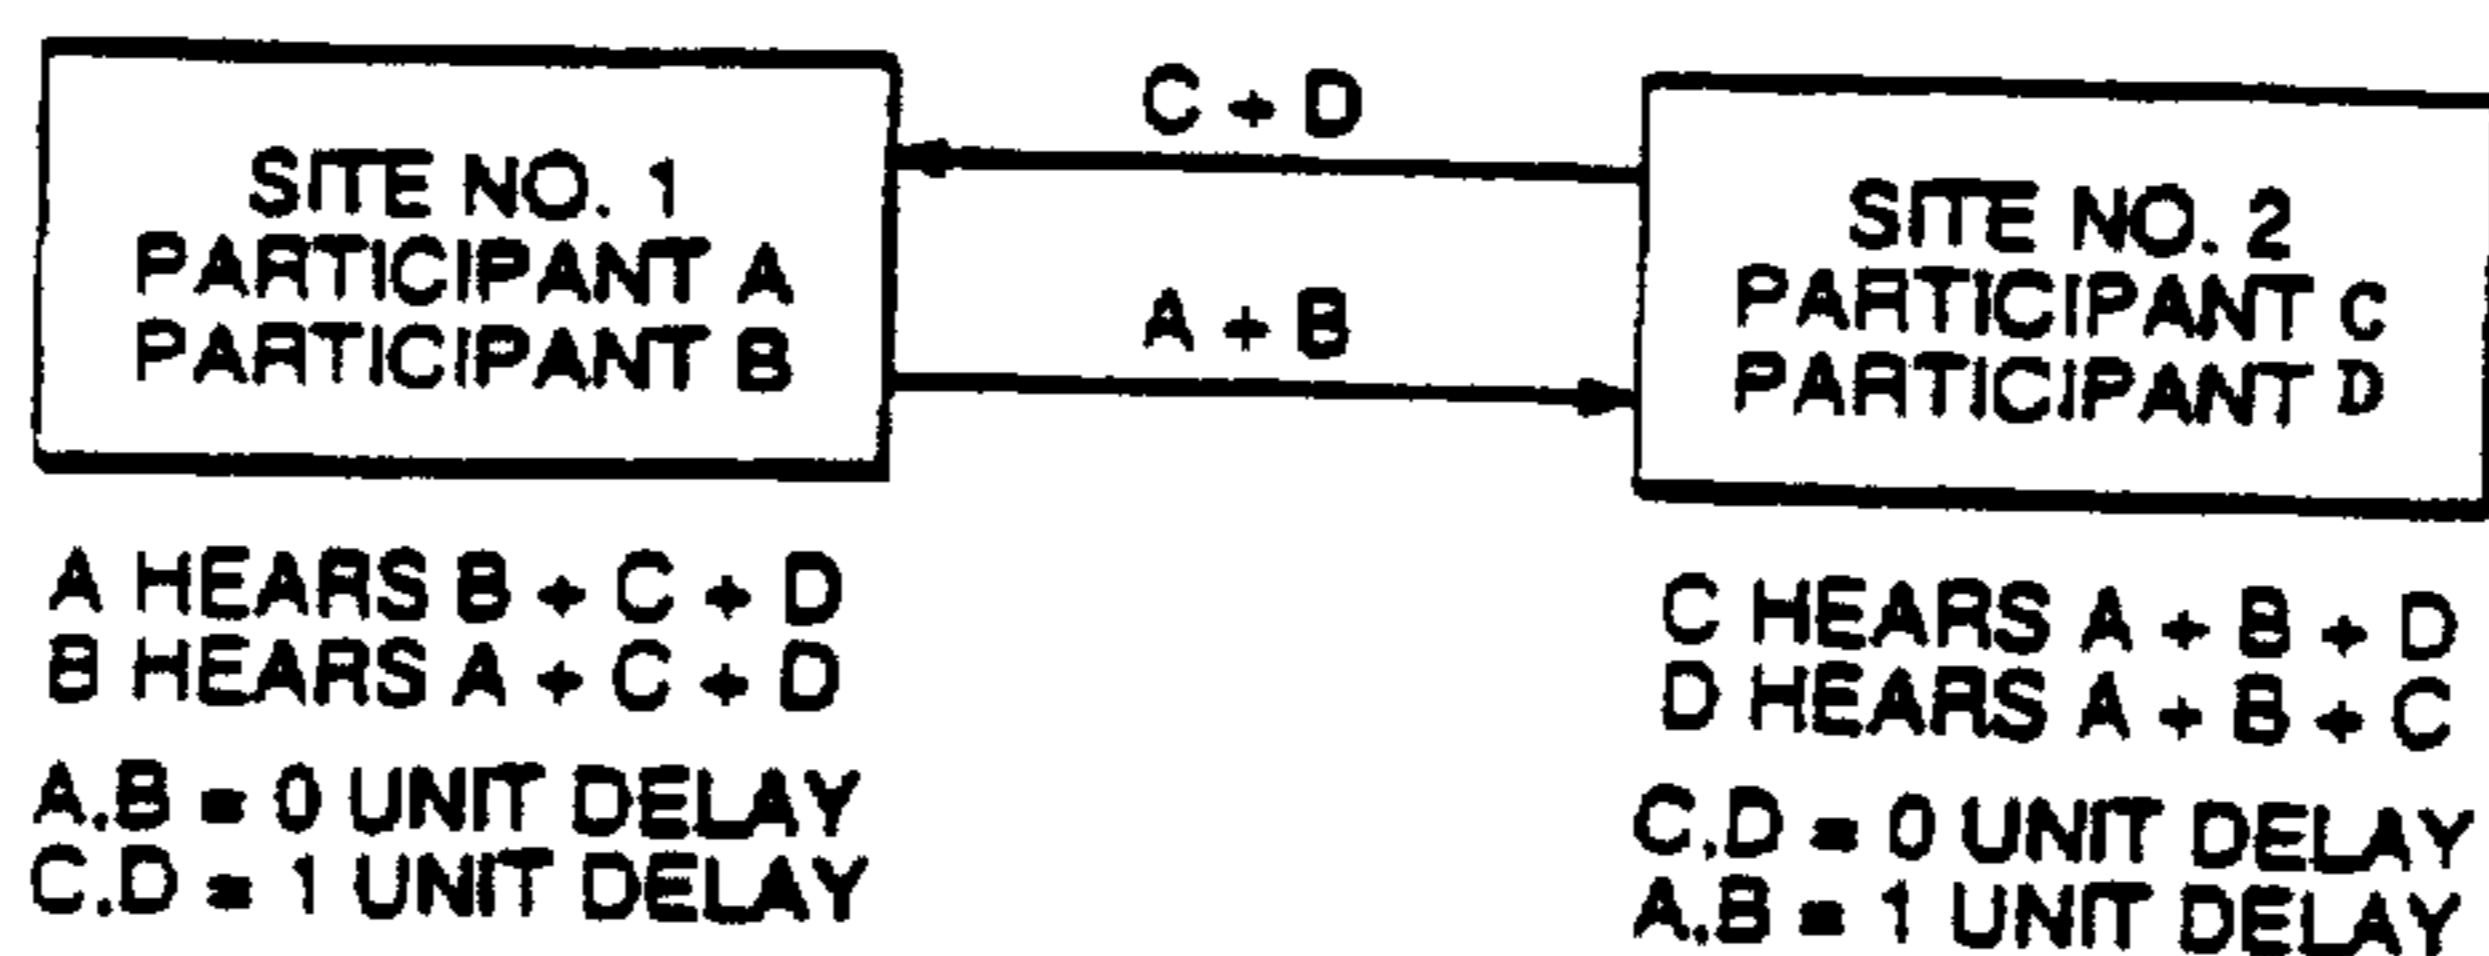 SITE NO. 1
PARTICIPANT A
PARTICIPANT B
C + D
A + B
SITE NO. 2
PARTICIPANT C
PARTICIPANT D
A HEARS B + C + D
B HEARS A + C + D
A.B = 0 UNIT DELAY
C.D = 1 UNIT DELAY
C HEARS A + B + D
D HEARS A + B + C
C.D = 0 UNIT DELAY
A.B = 1 UNIT DELAY